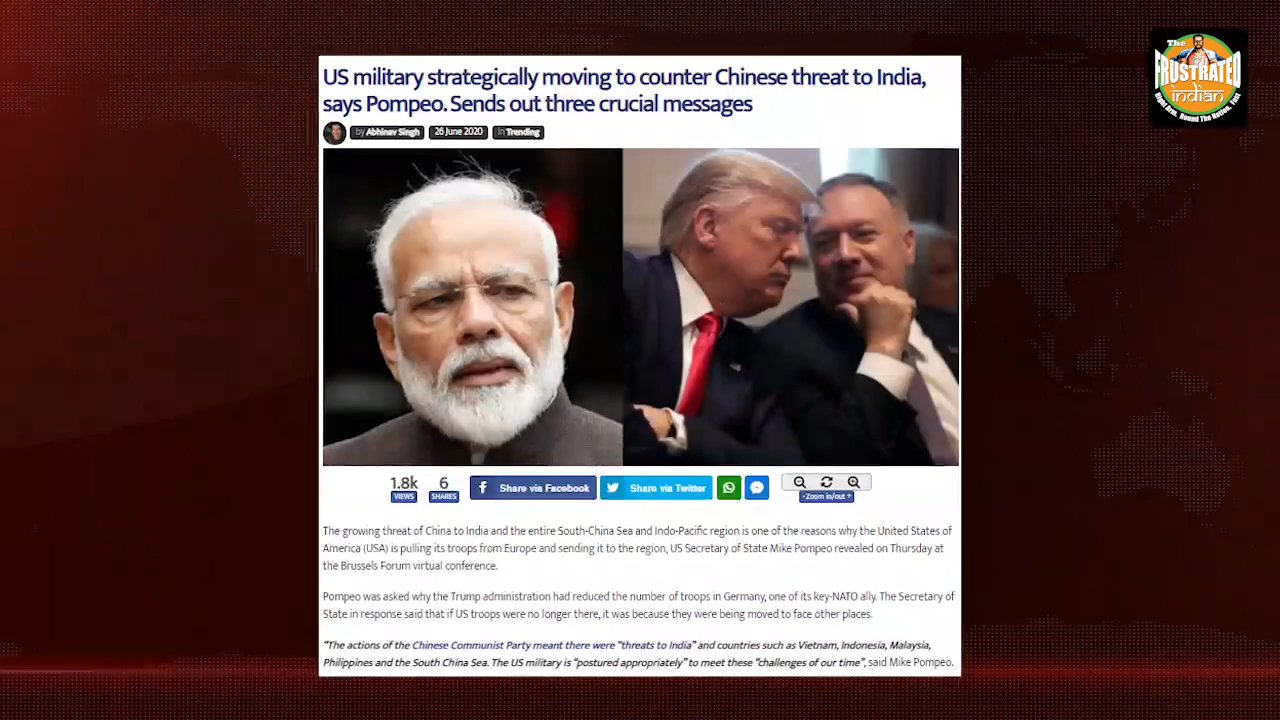 US military strategically moving to counter Chinese threat to India,
says Pompeo. Sends out three crucial messages
by Abhinav Singh 26 June 2020 in Trending
The
FRUSTRATED
indian
Right Arm. Round The Nation. Fast
1.8k
VIEWS
6
SHARES
Share via Facebook
Share via Twitter
- Zoom in/out +
The growing threat of China to India and the entire South-China Sea and Indo-Pacific region is one of the reasons why the United States of
America (USA) is pulling its troops from Europe and sending it to the region, US Secretary of State Mike Pompeo revealed on Thursday at
the Brussels Forum virtual conference.
Pompeo was asked why the Trump administration had reduced the number of troops in Germany, one of its key-NATO ally. The Secretary of
State in response said that if US troops were no longer there, it was because they were being moved to face other places.
“The actions of the Chinese Communist Party meant there were “threats to India” and countries such as Vietnam, Indonesia, Malaysia,
Philippines and the South China Sea. The US military is “postured appropriately” to meet these “challenges of our time”, said Mike Pompeo.